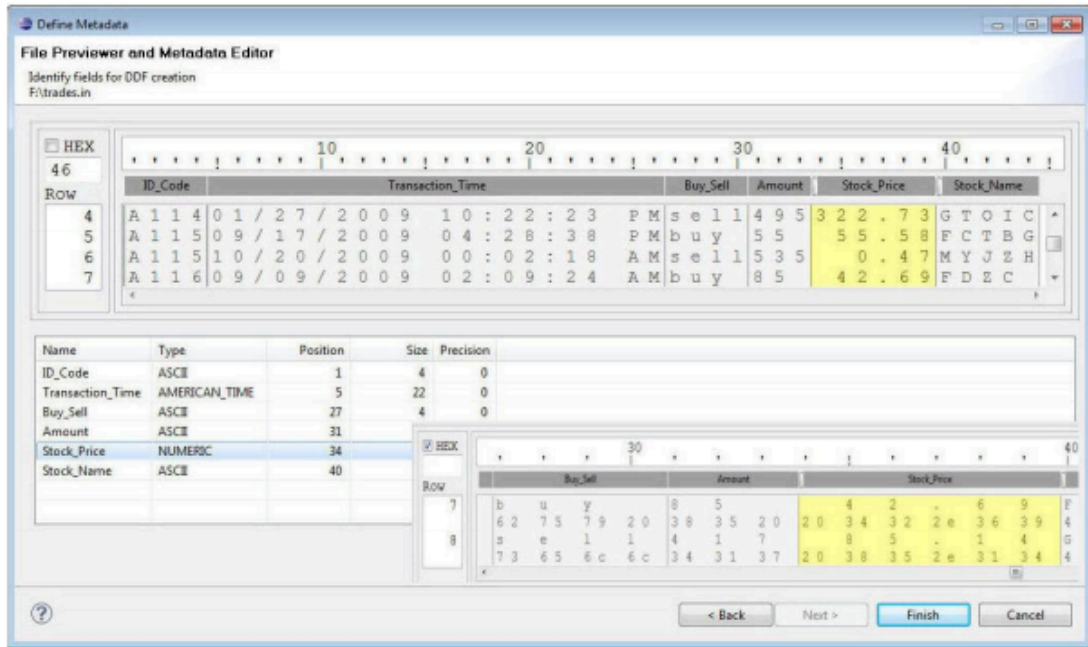 Define Metadata
File Previewer and Metadata Editor
Identify fields for DDF creation
F:\trades.in
HEX
46
Row
10 20 30 40
ID_Code Transaction_Time Buy_Sell Amount Stock_Price Stock_Name
4 A114 01/27/2009 10:22:23 PM sell 495 322.73 GTOIC
5 A115 09/17/2009 04:28:38 PM buy 55 55.58 FCTBG
6 A115 10/20/2009 00:02:18 AM sell 535 0.47 MYJZH
7 A116 09/09/2009 02:09:24 AM buy 85 42.69 FDZC
Name Type Position Size Precision
ID_Code ASCII 1 4 0
Transaction_Time AMERICAN_TIME 5 22 0
Buy_Sell ASCII 27 4 0
Amount ASCII 31
Stock_Price NUMERIC 34
Stock_Name ASCII 40
HEX
30 40
Row
Buy_Sell Amount Stock_Price
7 b u y 8 5 4 2 . 6 9 F
62 75 79 20 38 35 20 20 34 32 2e 36 39 4
8 s e l l 4 1 7 8 5 . 1 4 G
73 65 6c 6c 34 31 37 20 38 35 2e 31 34 4
< Back Next > Finish Cancel